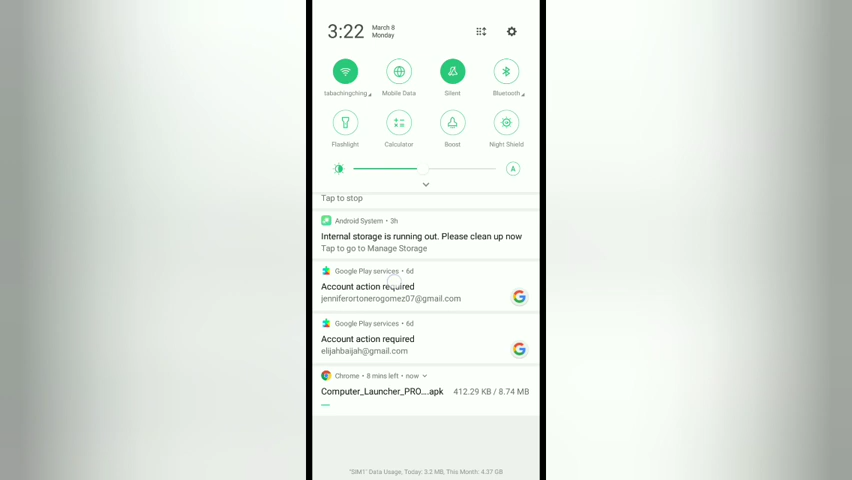 3:22
March 8
Monday
tabachingching
Mobile Data
Silent
Bluetooth
Flashlight
Calculator
Boost
Night Shield
A
Tap to stop
Android System • 3h
Internal storage is running out. Please clean up now
Tap to go to Manage Storage
Google Play services • 6d
Account action required
jenniferortonerogomez07@gmail.com
Google Play services • 6d
Account action required
elijahbaijah@gmail.com
Chrome • 8 mins left • now
Computer_Launcher_PRO....apk 412.29 KB / 8.74 MB
"SIM1" Data Usage, Today: 3.2 MB, This Month: 4.37 GB